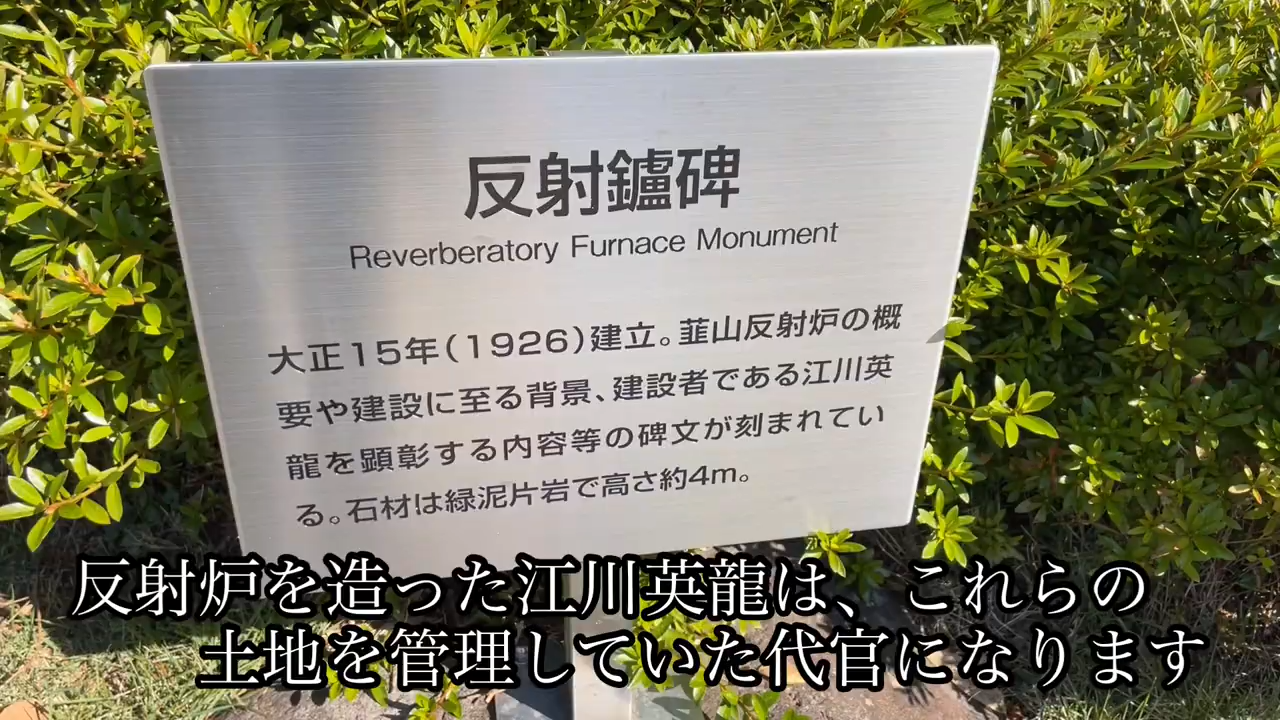 反射鑪碑
Reverberatory Furnace Monument
大正15年(1926)建立。韮山反射炉の概
要や建設に至る背景、建設者である江川英
龍を顕彰する内容等の碑文が刻まれてい
る。石材は緑泥片岩で高さ約4m。
反射炉を造った江川英龍は、これらの
土地を管理していた代官になります